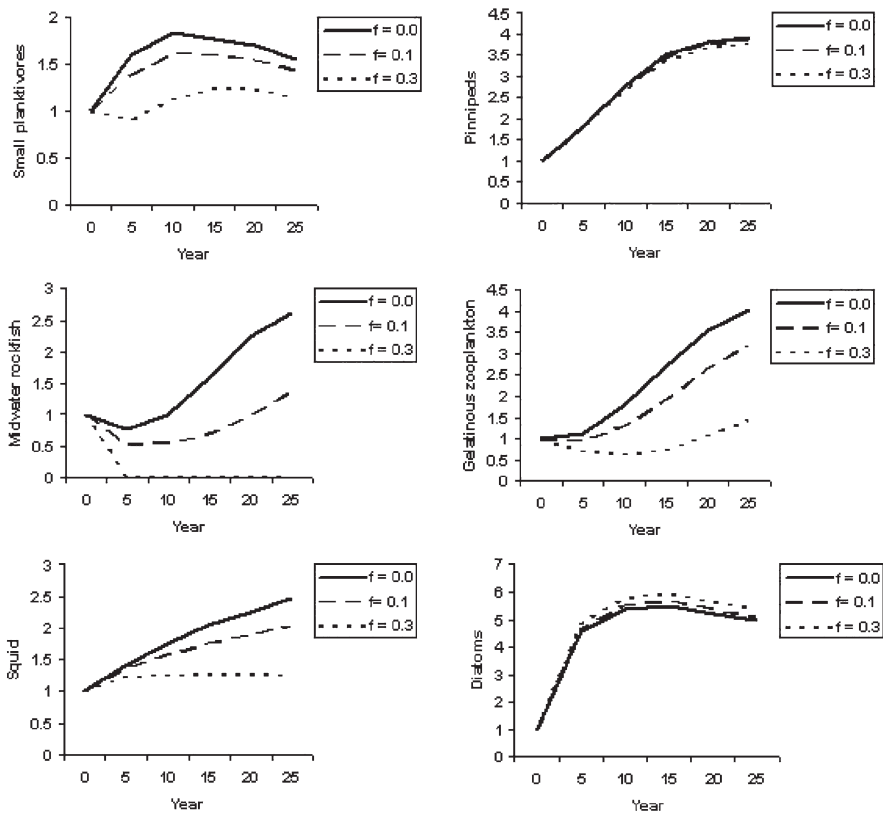 Small planktivores
2
1.5
1
0.5
0
0 5 10 15 20 25
Year
f = 0.0
f = 0.1
f = 0.3
Pinnipeds
4.5
4
3.5
3
2.5
2
1.5
1
0.5
0
0 5 10 15 20 25
Year
f = 0.0
f = 0.1
f = 0.3
Midwater rockfish
3
2.5
2
1.5
1
0.5
0
0 5 10 15 20 25
Year
f = 0.0
f= 0.1
f = 0.3
Gelatinous zooplankton
4.5
4
3.5
3
2.5
2
1.5
1
0.5
0
0 5 10 15 20 25
Year
f = 0.0
f = 0.1
f = 0.3
Squid
3
2.5
2
1.5
1
0.5
0
0 5 10 15 20 25
Year
f = 0.0
f= 0.1
f = 0.3
Diatoms
7
6
5
4
3
2
1
0
0 5 10 15 20 25
Year
f = 0.0
f= 0.1
f = 0.3